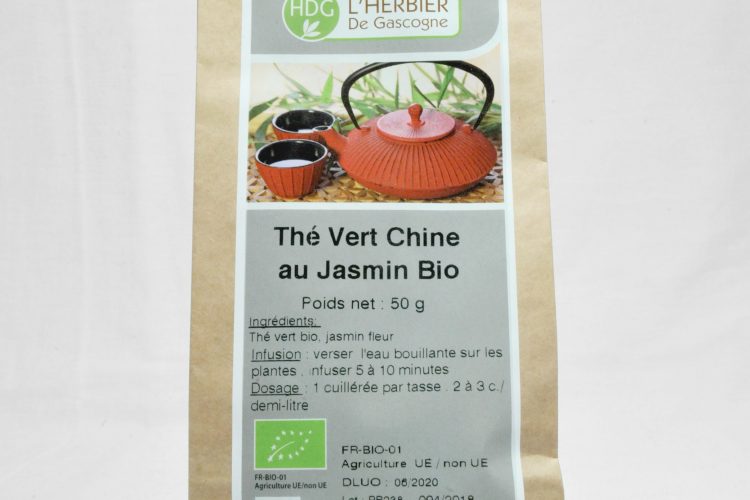 HDG L'HERBIER
De Gascogne
Thé Vert Chine
au Jasmin Bio
Poids net : 50 g
Ingrédients:
Thé vert bio, jasmin fleur
Infusion : verser l'eau bouillante sur les
plantes . infuser 5 à 10 minutes
Dosage : 1 cuillérée par tasse . 2 à 3 c./
demi-litre
FR-BIO-01
Agriculture UE/non UE
FR-BIO-01
Agriculture UE / non UE
DLUO : 06/2020
004/2018